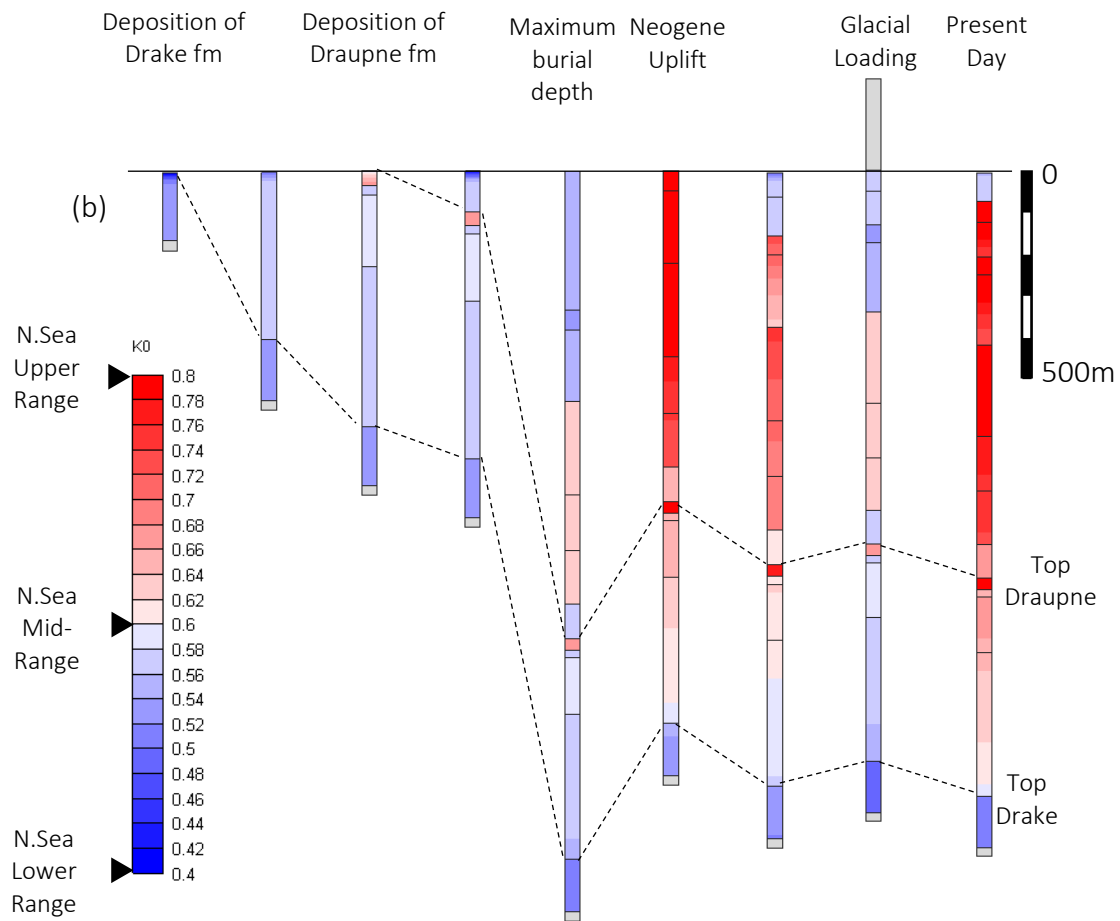 Deposition of
Drake fm
Deposition of
Draupne fm
Maximum
burial
depth
Neogene
Uplift
Glacial
Loading
Present
Day
(b)
0
500m
N.Sea
Upper
Range
N.Sea
Mid-
Range
N.Sea
Lower
Range
K0
0.8
0.78
0.76
0.74
0.72
0.7
0.68
0.66
0.64
0.62
0.6
0.58
0.56
0.54
0.52
0.5
0.48
0.46
0.44
0.42
0.4
Top
Draupne
Top
Drake